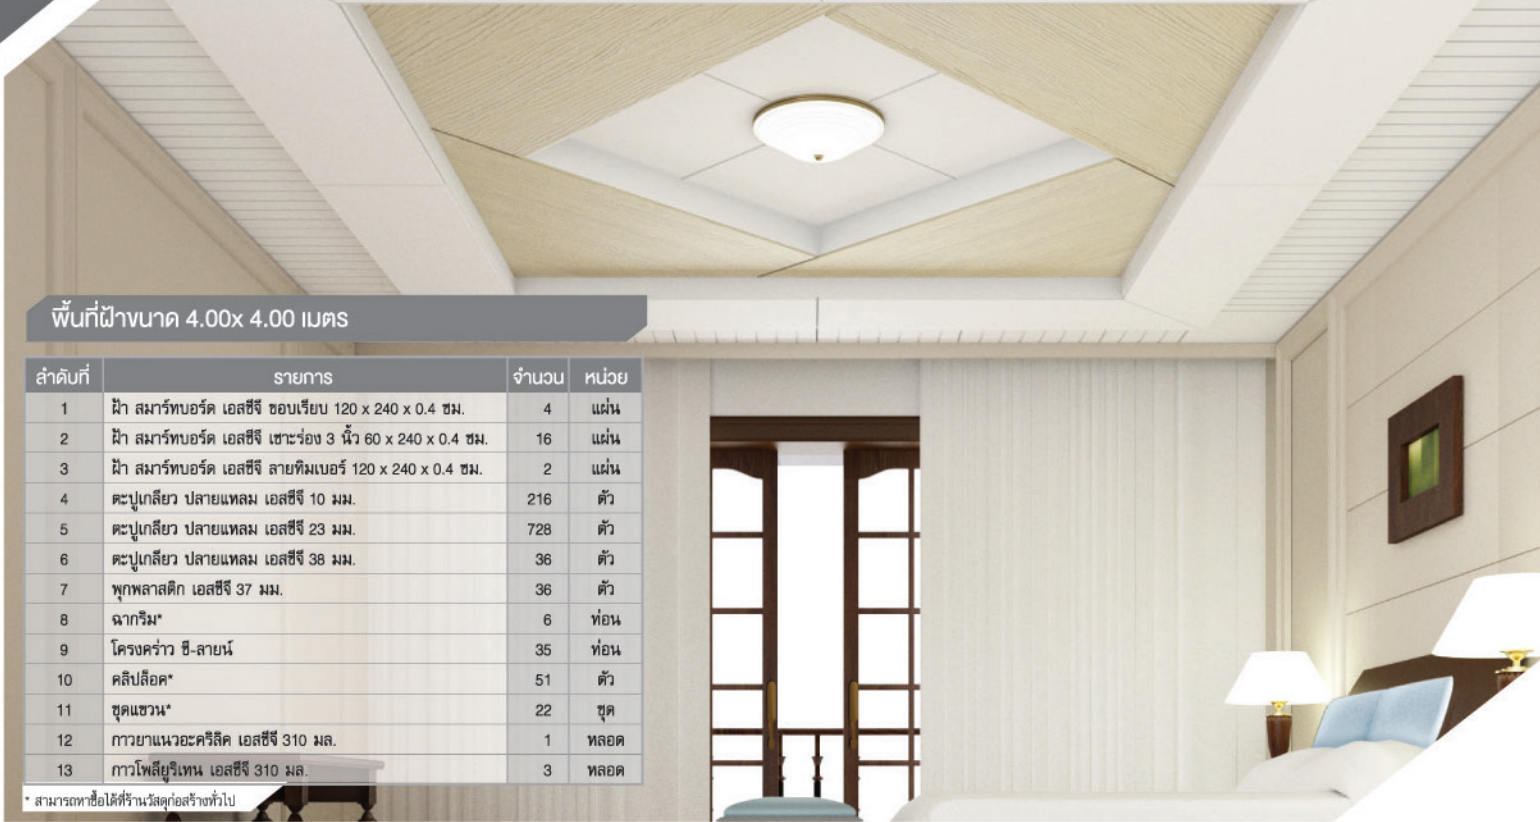 พื้นที่ฝ้าขนาด 4.00x 4.00 เมตร
ลำดับที่ รายการ จำนวน หน่วย
1 ฝ้า สมาร์ทบอร์ด เอสซีจี ขอบเรียบ 120 x 240 x 0.4 ซม. 4 แผ่น
2 ฝ้า สมาร์ทบอร์ด เอสซีจี เซาะร่อง 3 นิ้ว 60 x 240 x 0.4 ซม. 16 แผ่น
3 ฝ้า สมาร์ทบอร์ด เอสซีจี ลายทิมเบอร์ 120 x 240 x 0.4 ซม. 2 แผ่น
4 ตะปูเกลียว ปลายแหลม เอสซีจี 10 มม. 216 ตัว
5 ตะปูเกลียว ปลายแหลม เอสซีจี 23 มม. 728 ตัว
6 ตะปูเกลียว ปลายแหลม เอสซีจี 38 มม. 36 ตัว
7 พุกพลาสติก เอสซีจี 37 มม. 36 ตัว
8 ฉากริม* 6 ท่อน
9 โครงคร่าว ซี-ลายน์ 35 ท่อน
10 คลิปล็อค* 51 ตัว
11 ชุดแขวน* 22 ชุด
12 กาวยาแนวอะคริลิค เอสซีจี 310 มล. 1 หลอด
13 กาวโพลียูริเทน เอสซีจี 310 มล. 3 หลอด
* สามารถหาซื้อได้ที่ร้านวัสดุก่อสร้างทั่วไป